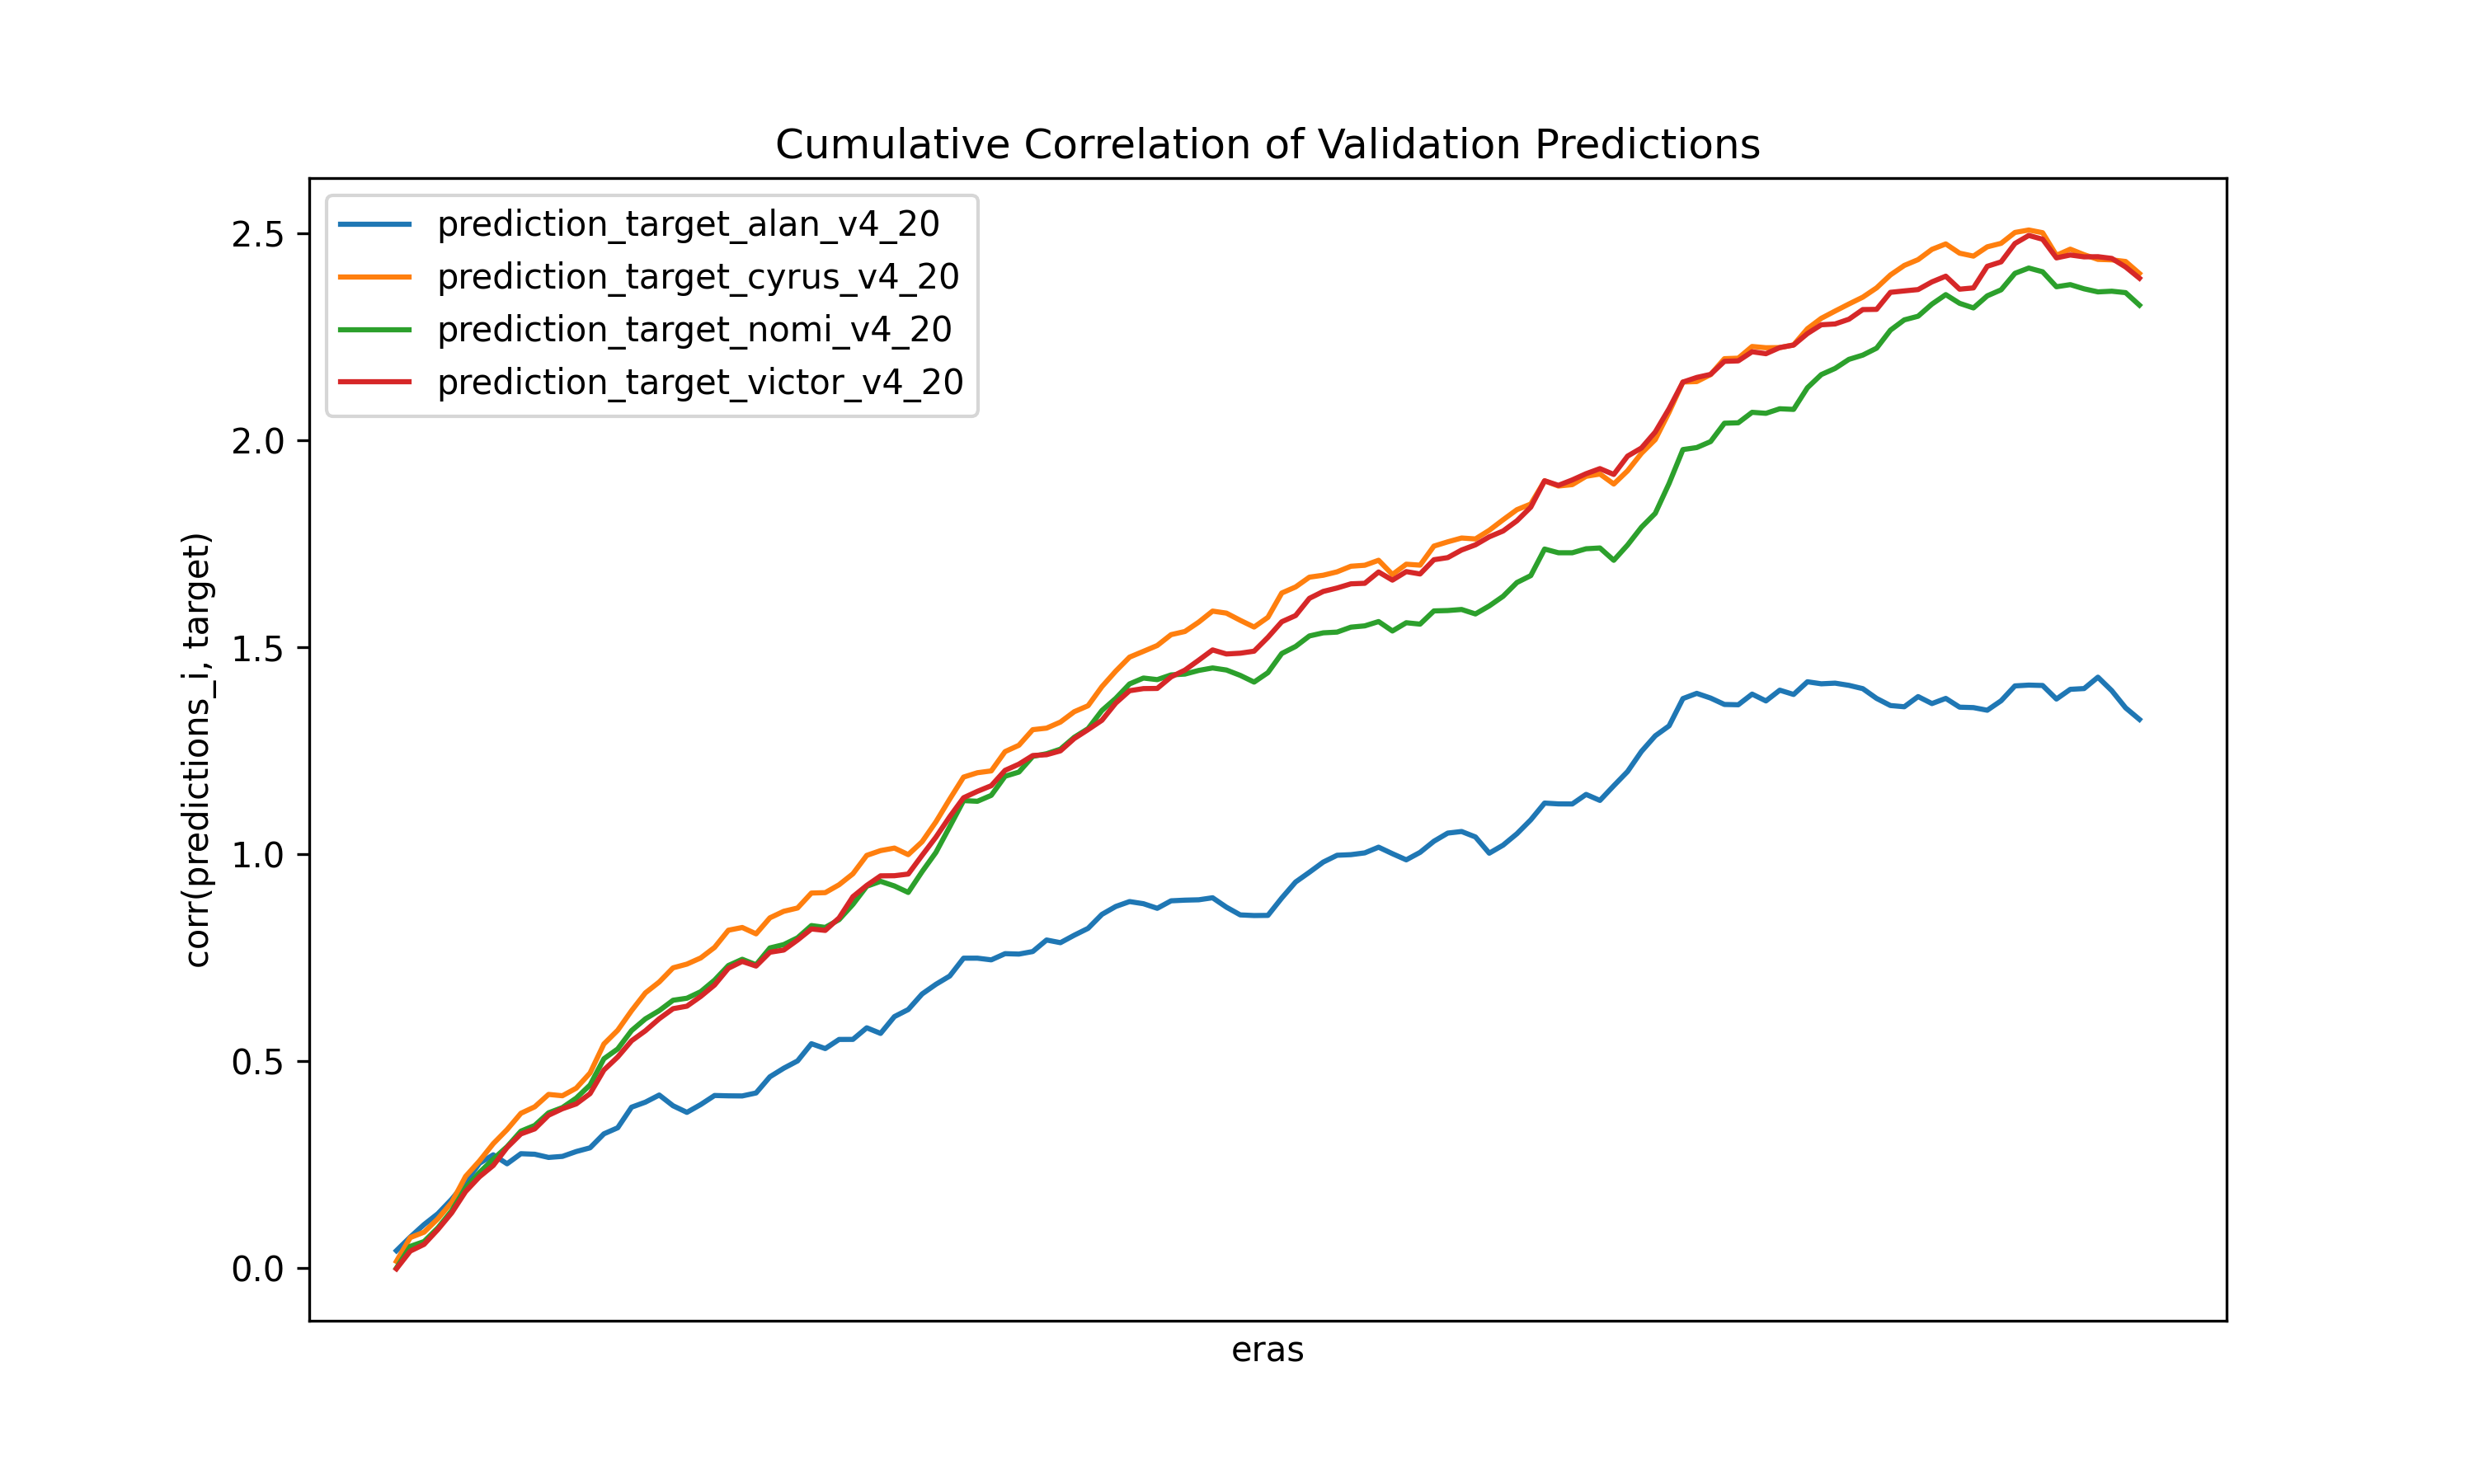 Cumulative Correlation of Validation Predictions
prediction_target_alan_v4_20
prediction_target_cyrus_v4_20
prediction_target_nomi_v4_20
prediction_target_victor_v4_20
2.5
2.0
1.5
1.0
0.5
0.0
corr(predictions_i, target)
eras